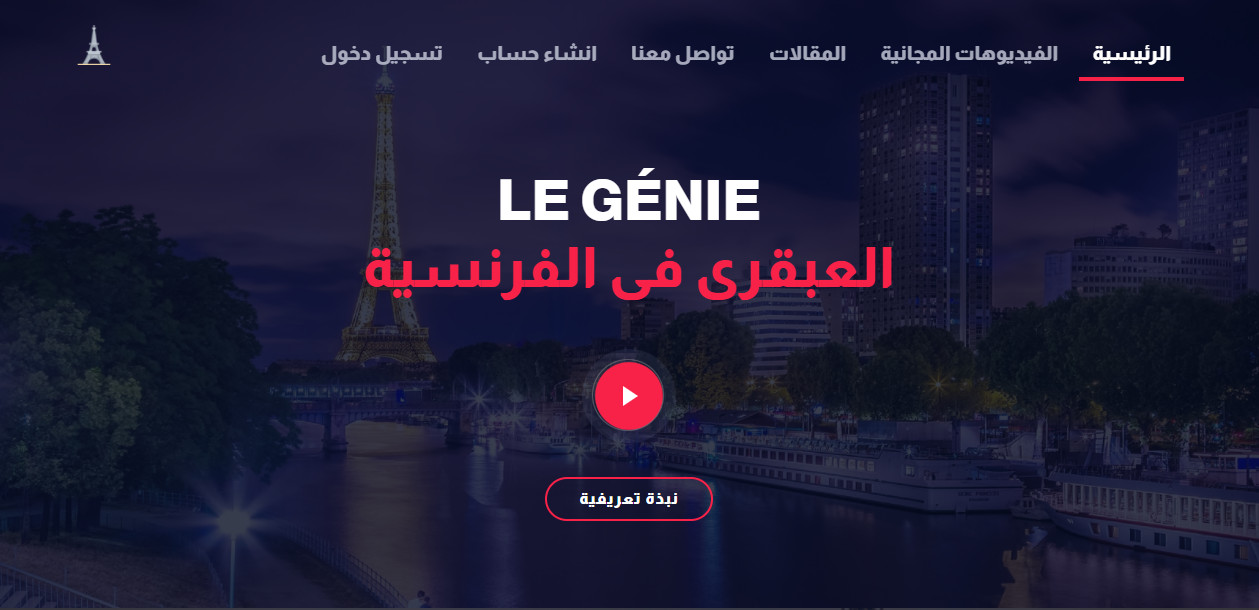 الرئيسية
الفيديوهات المجانية
المقالات
تواصل معنا
انشاء حساب
تسجيل دخول
LE GÉNIE
العبقرى فى الفرنسية
نبذة تعريفية